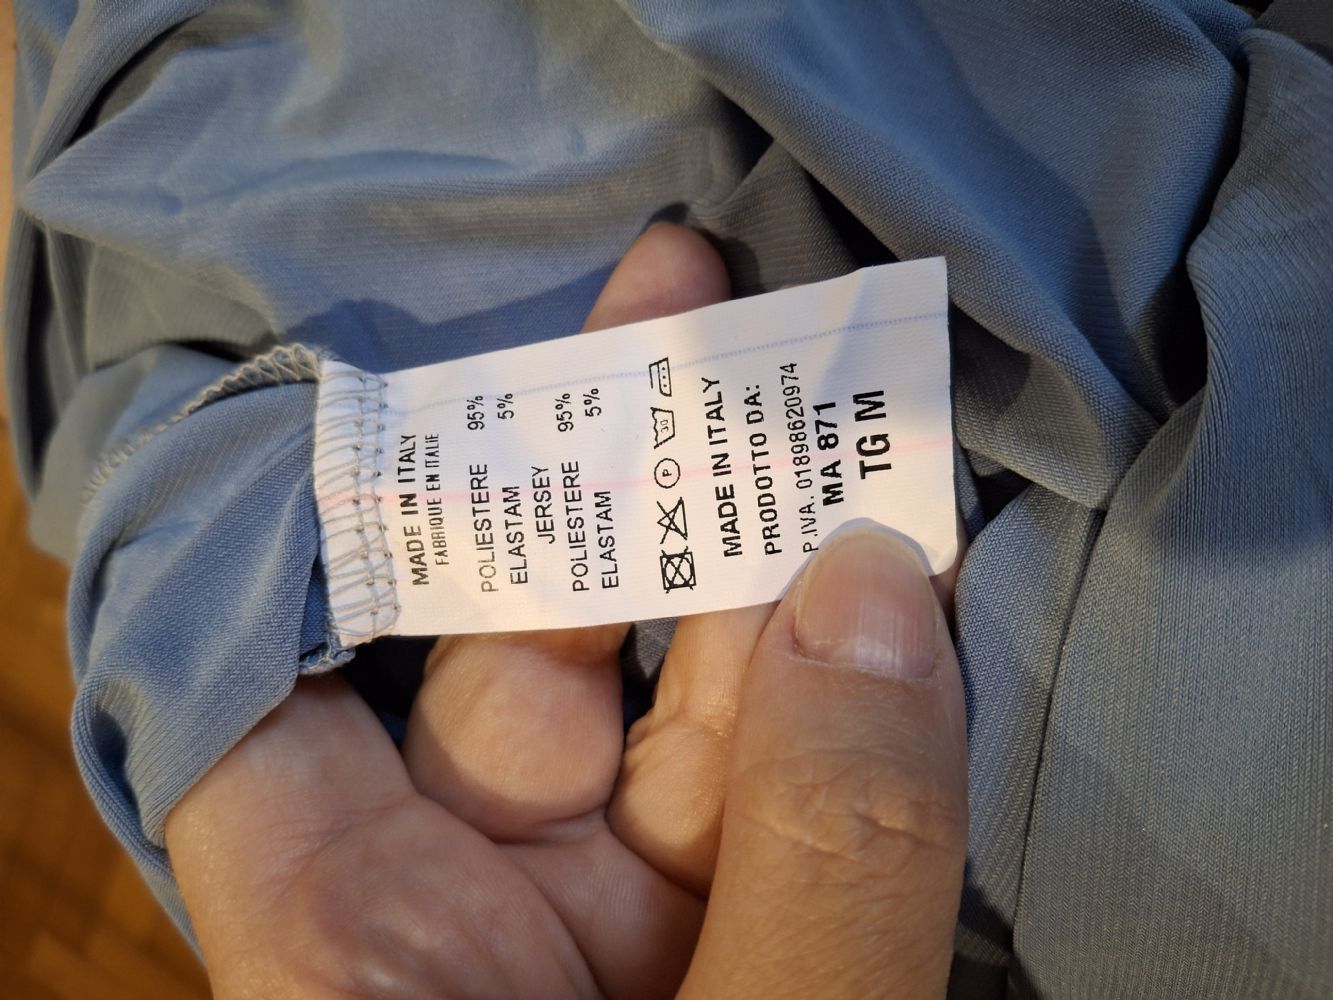 MADE IN ITALY
FABRIQUE EN ITALIE
POLIESTERE 95%
ELASTAM 5%
JERSEY
POLIESTERE 95%
ELASTAM 5%
P 30
MADE IN ITALY
PRODOTTO DA:
P.IVA. 01898620974
MA 871
TG M